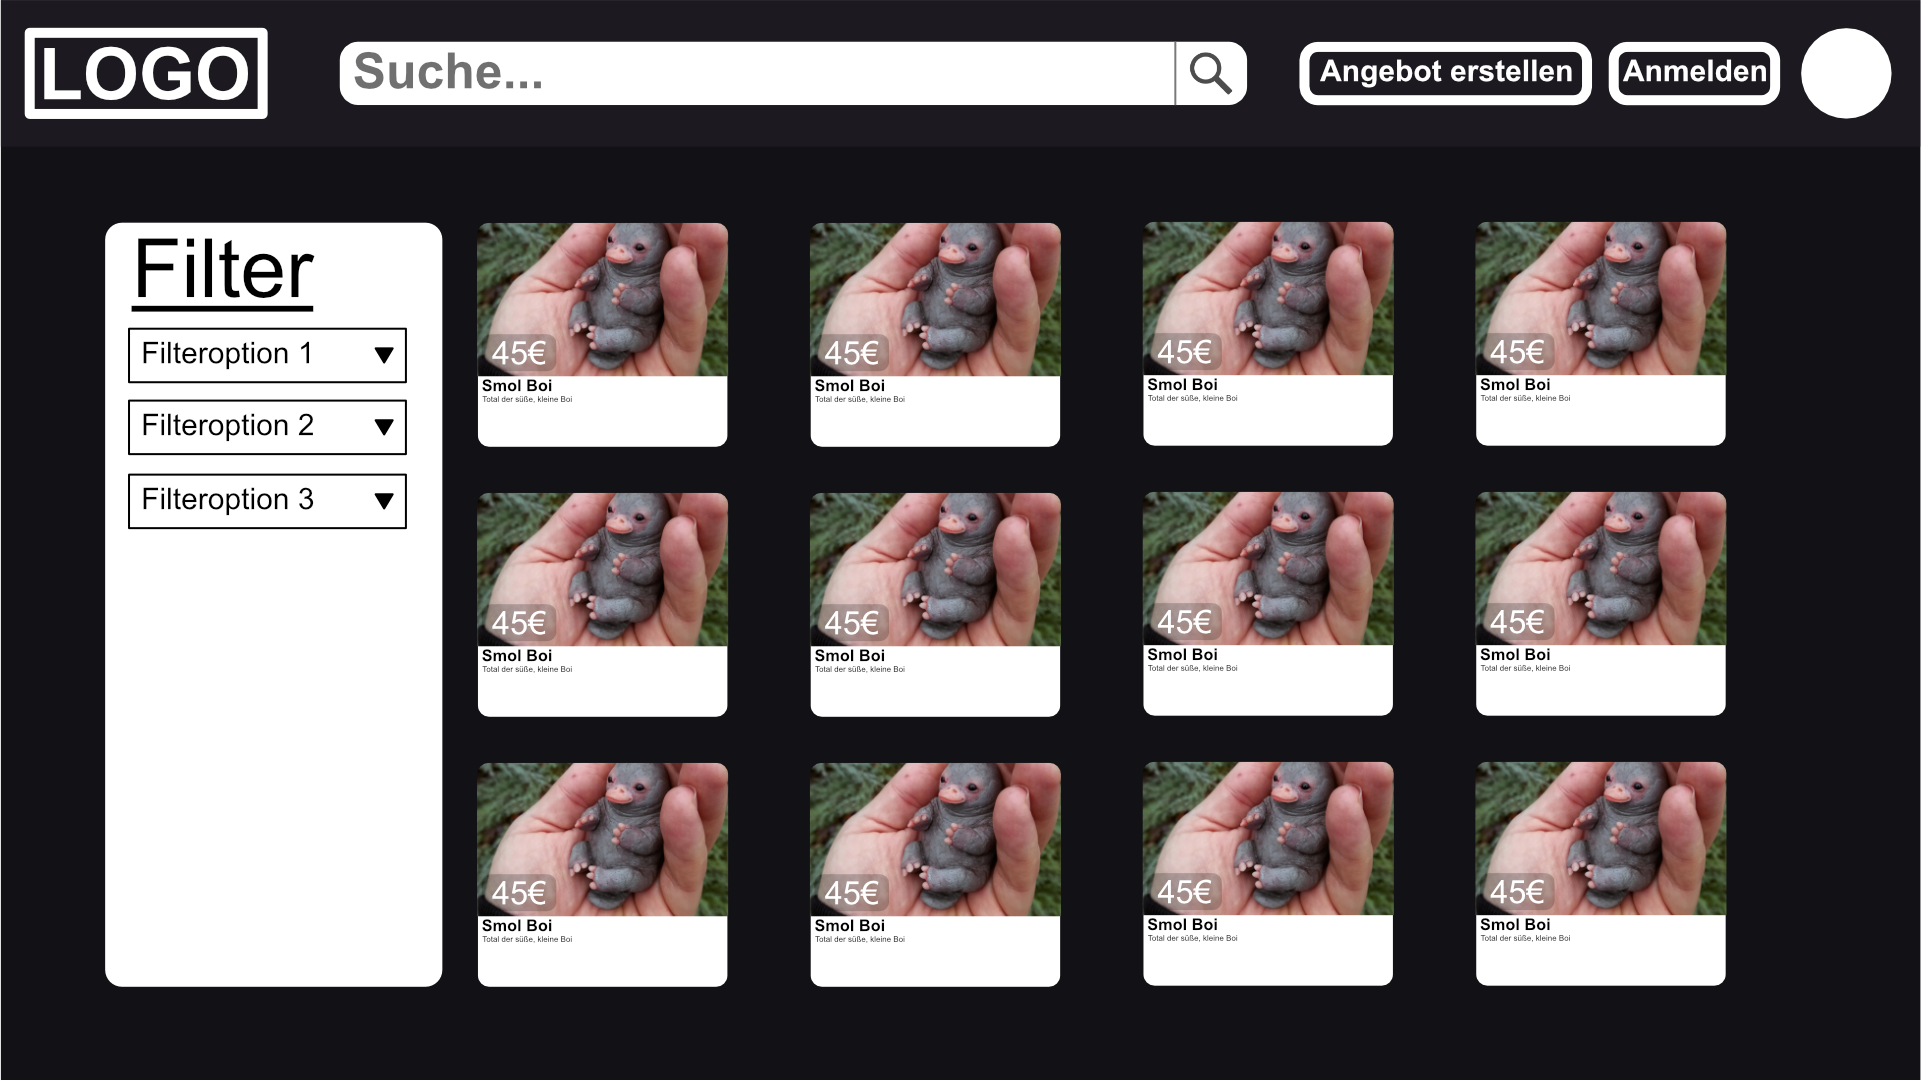 LOGO
Suche...
Angebot erstellen
Anmelden
Filter
Filteroption 1
Filteroption 2
Filteroption 3
45€
Smol Boi
Total der süße, kleine Boi
45€
Smol Boi
Total der süße, kleine Boi
45€
Smol Boi
Total der süße, kleine Boi
45€
Smol Boi
Total der süße, kleine Boi
45€
Smol Boi
Total der süße, kleine Boi
45€
Smol Boi
Total der süße, kleine Boi
45€
Smol Boi
Total der süße, kleine Boi
45€
Smol Boi
Total der süße, kleine Boi
45€
Smol Boi
Total der süße, kleine Boi
45€
Smol Boi
Total der süße, kleine Boi
45€
Smol Boi
Total der süße, kleine Boi
45€
Smol Boi
Total der süße, kleine Boi